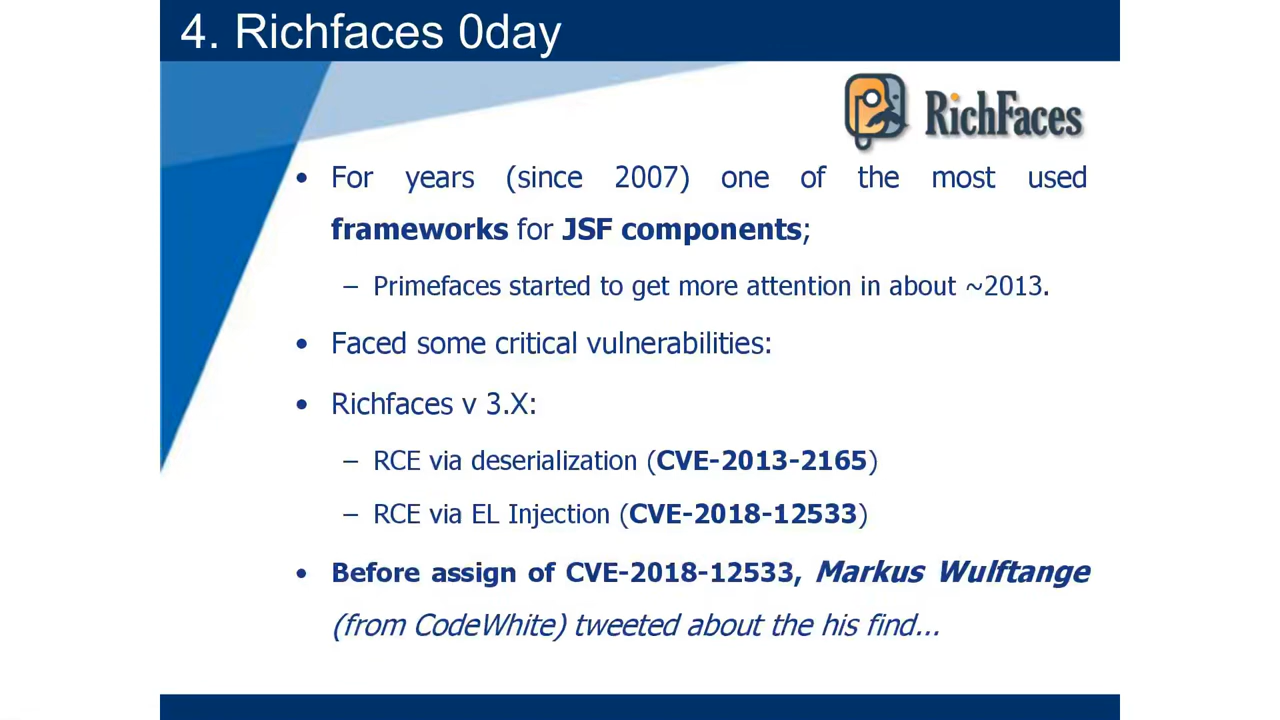 4. Richfaces 0day
RichFaces
• For years (since 2007) one of the most used
frameworks for JSF components;
– Primefaces started to get more attention in about ~2013.
• Faced some critical vulnerabilities:
• Richfaces v 3.X:
– RCE via deserialization (CVE-2013-2165)
– RCE via EL Injection (CVE-2018-12533)
• Before assign of CVE-2018-12533, Markus Wulftange
(from CodeWhite) tweeted about the his find...